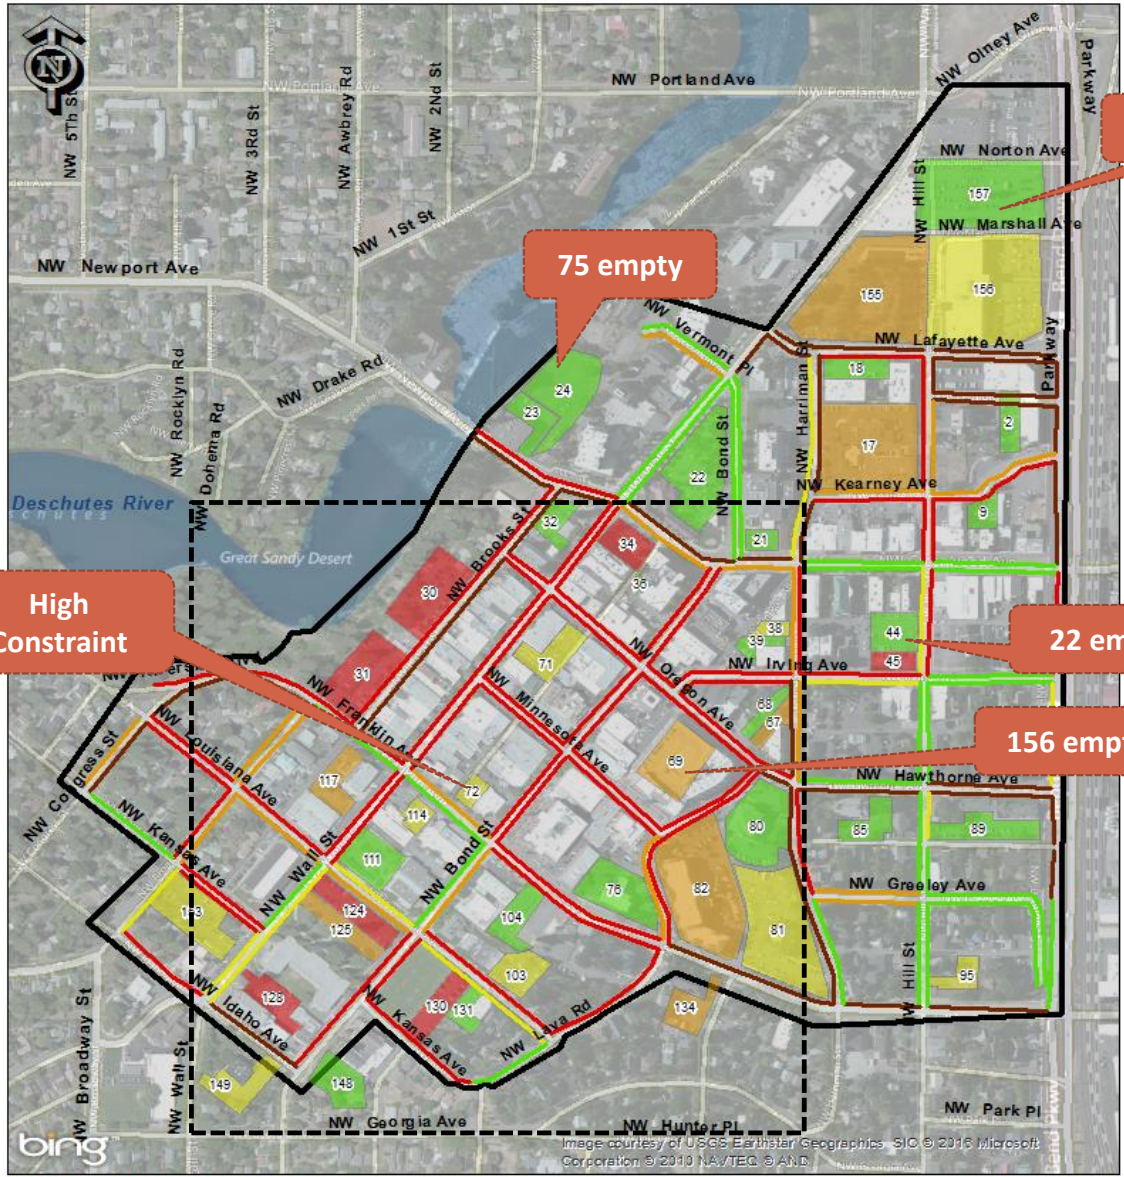 N
NW Olney Ave
Parkway
NW Portland Ave
NW Portland Ave
NW Portland Ave
NW 5Th St
NW 3Rd St
NW Awbrey Rd
NW 2Nd St
NW 1St St
NW Norton Ave
157
NW Hill St
NW Marshall Ave
NW Newport Ave
75 empty
155
156
NW Vermont Pl
NW Lafayette Ave
Parkway
NW Drake Rd
NW Rocklyn Rd
NW Dohema Rd
24
23
18
2
NW Harriman St
NW Bond St
17
22
NW Kearney Ave
Deschutes River
9
32
NW Brooks St
34
21
Great Sandy Desert
36
30
High
Constraint
38
39
44
22 em
45
71
NW Irving Ave
31
NW Oregon Ave
NW Franklin Av
NW Minnesota Ave
68
67
NW Louisiana Ave
NW Congress St
156 empt
69
NW Hawthorne Ave
117
72
114
80
85
89
NW Kansas Ave
NW Wall St
NW Bond St
111
76
82
NW Greeley Ave
124
125
104
81
NW Hill St
103
95
128
130
131
134
NW Idaho Ave
NW Kansas Ave
NW Lava Rd
NW Broadway St
NW Wall St
149
148
NW Georgia Ave
NW Hunter Pl
NW Park Pl
bing
Image courtesy of USGS Earthstar Geographics SIO © 2016 Microsoft
Corporation © 2010 NAVTEQ © AND